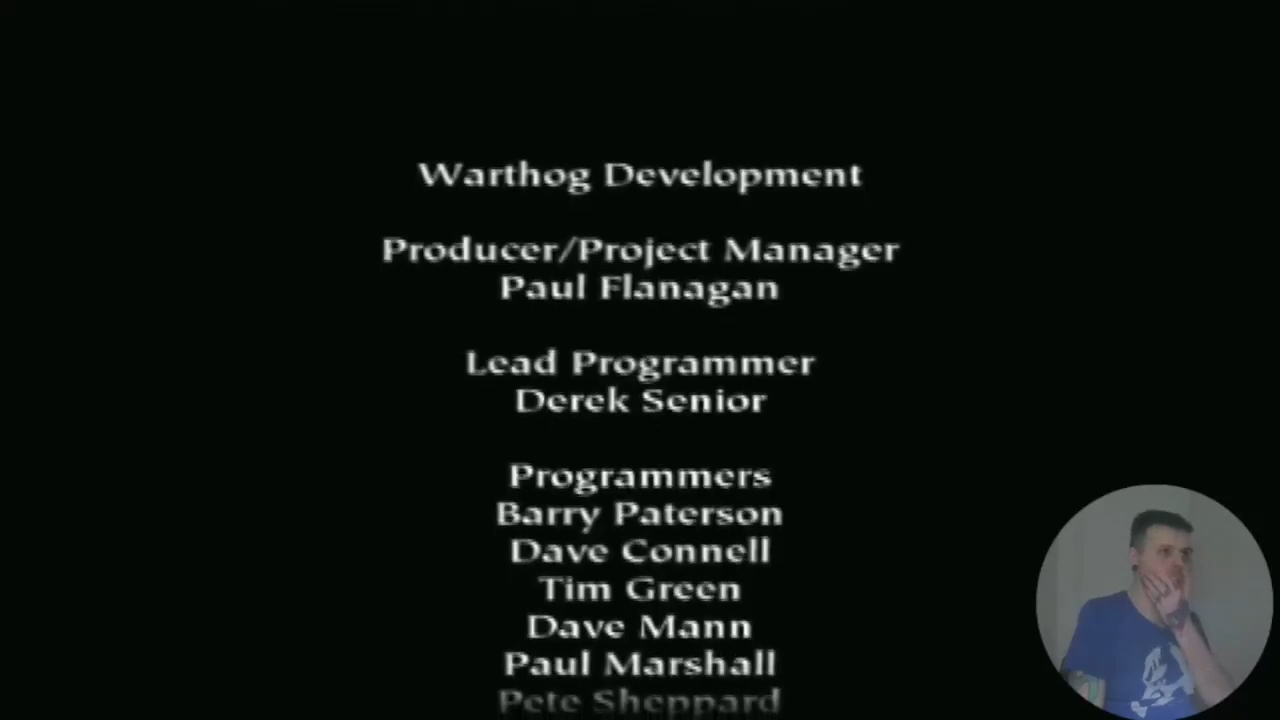 Warthog Development
Producer/Project Manager
Paul Flanagan
Lead Programmer
Derek Senior
Programmers
Barry Paterson
Dave Connell
Tim Green
Dave Mann
Paul Marshall
Pete Sheppard